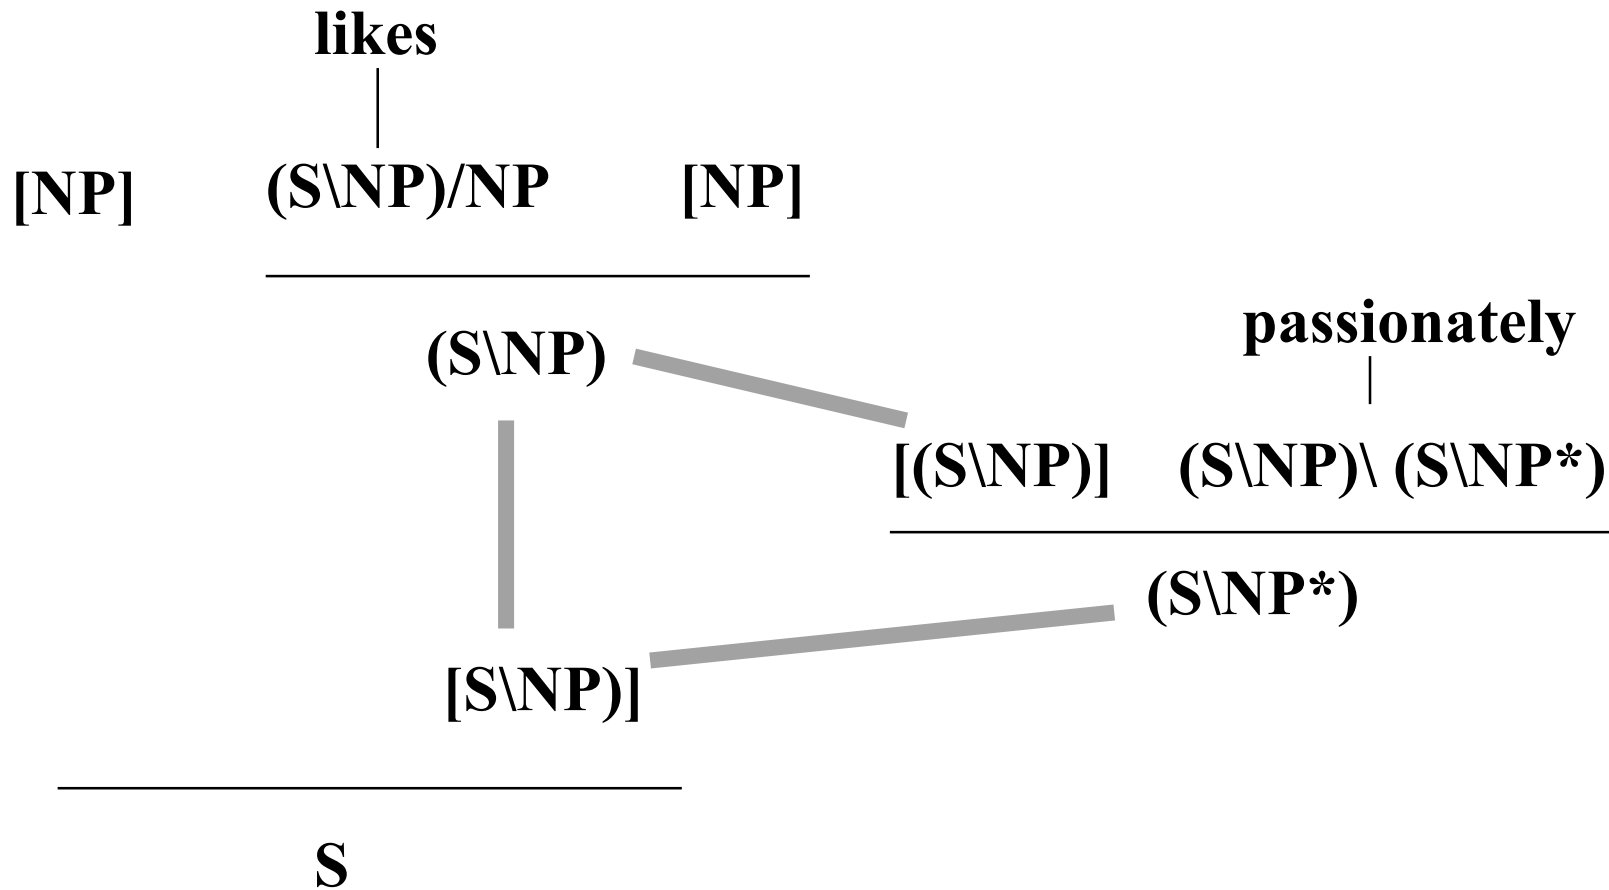 likes
[NP] (S\NP)/NP [NP]
(S\NP)
passionately
[(S\NP)] (S\NP)\ (S\NP*)
(S\NP*)
[S\NP)]
S